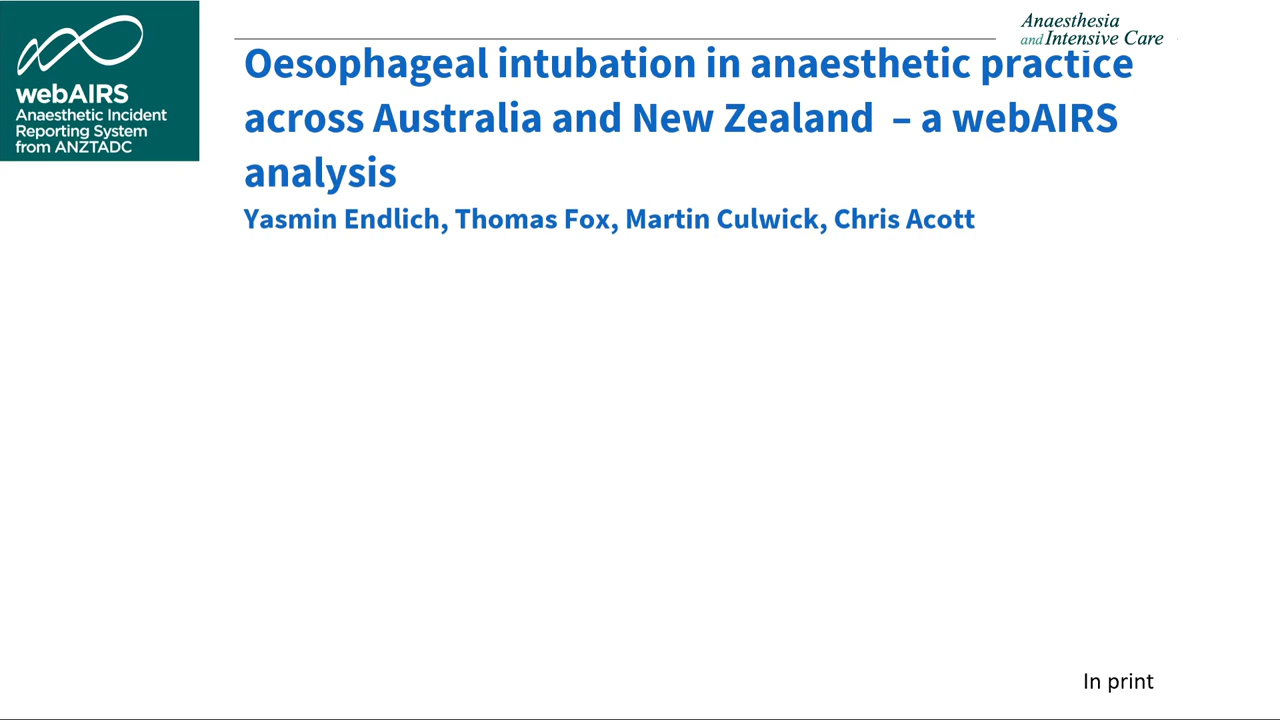 webAIRS
Anaesthetic Incident
Reporting System
from ANZTADC
Anaesthesia
and Intensive Care
Oesophageal intubation in anaesthetic practice
across Australia and New Zealand – a webAIRS
analysis
Yasmin Endlich, Thomas Fox, Martin Culwick, Chris Acott
In print